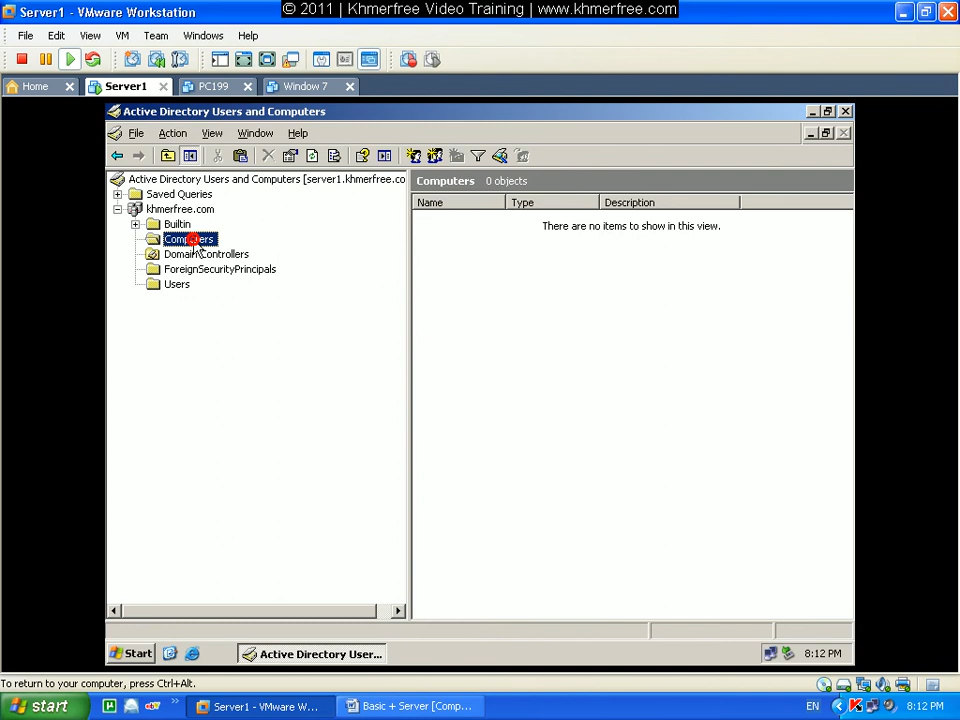 Server1 - VMware Workstation
© 2011 | Khmerfree Video Training | www.khmerfree.com
File Edit View VM Team Windows Help
Home Server1 PC199 Window 7
Active Directory Users and Computers
File Action View Window Help
Active Directory Users and Computers [server1.khmerfree.co
Saved Queries
khmerfree.com
Builtin
Computers
Domain Controllers
ForeignSecurityPrincipals
Users
Computers 0 objects
Name Type Description
There are no items to show in this view.
Start Active Directory User... 8:12 PM
To return to your computer, press Ctrl+Alt.
start Server1 - VMware W... Basic + Server [Comp... EN 8:12 PM